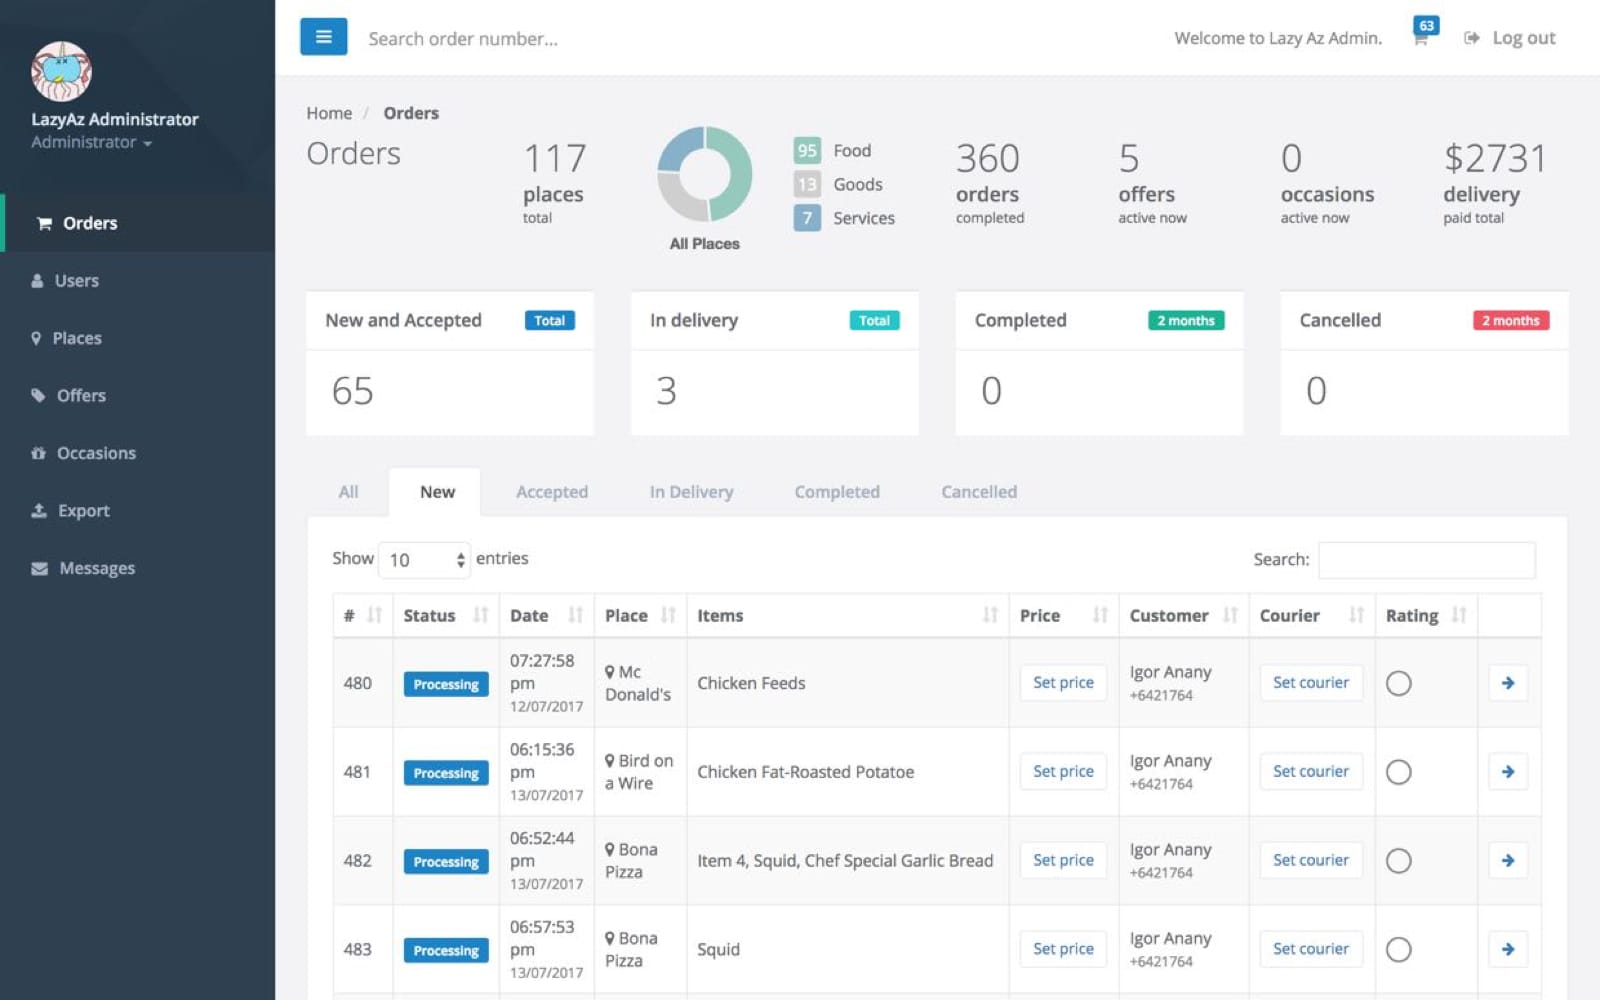 LazyAz Administrator
Administrator
Orders
Users
Places
Offers
Occasions
Export
Messages
Search order number...
Welcome to Lazy Az Admin.
63
Log out
Home / Orders
Orders
117
places
total
All Places
95 Food
13 Goods
7 Services
360
orders
completed
5
offers
active now
0
occasions
active now
$2731
delivery
paid total
New and Accepted Total
65
In delivery Total
3
Completed 2 months
0
Cancelled 2 months
0
All New Accepted In Delivery Completed Cancelled
Show 10 entries
Search:
# Status Date Place Items Price Customer Courier Rating
480 Processing
07:27:58
pm
12/07/2017
Mc
Donald's
Chicken Feeds
Set price
Igor Anany
+6421764
Set courier
481 Processing
06:15:36
pm
13/07/2017
Bird on
a Wire
Chicken Fat-Roasted Potatoe
Set price
Igor Anany
+6421764
Set courier
482 Processing
06:52:44
pm
13/07/2017
Bona
Pizza
Item 4, Squid, Chef Special Garlic Bread
Set price
Igor Anany
+6421764
Set courier
483 Processing
06:57:53
pm
13/07/2017
Bona
Pizza
Squid
Set price
Igor Anany
+6421764
Set courier